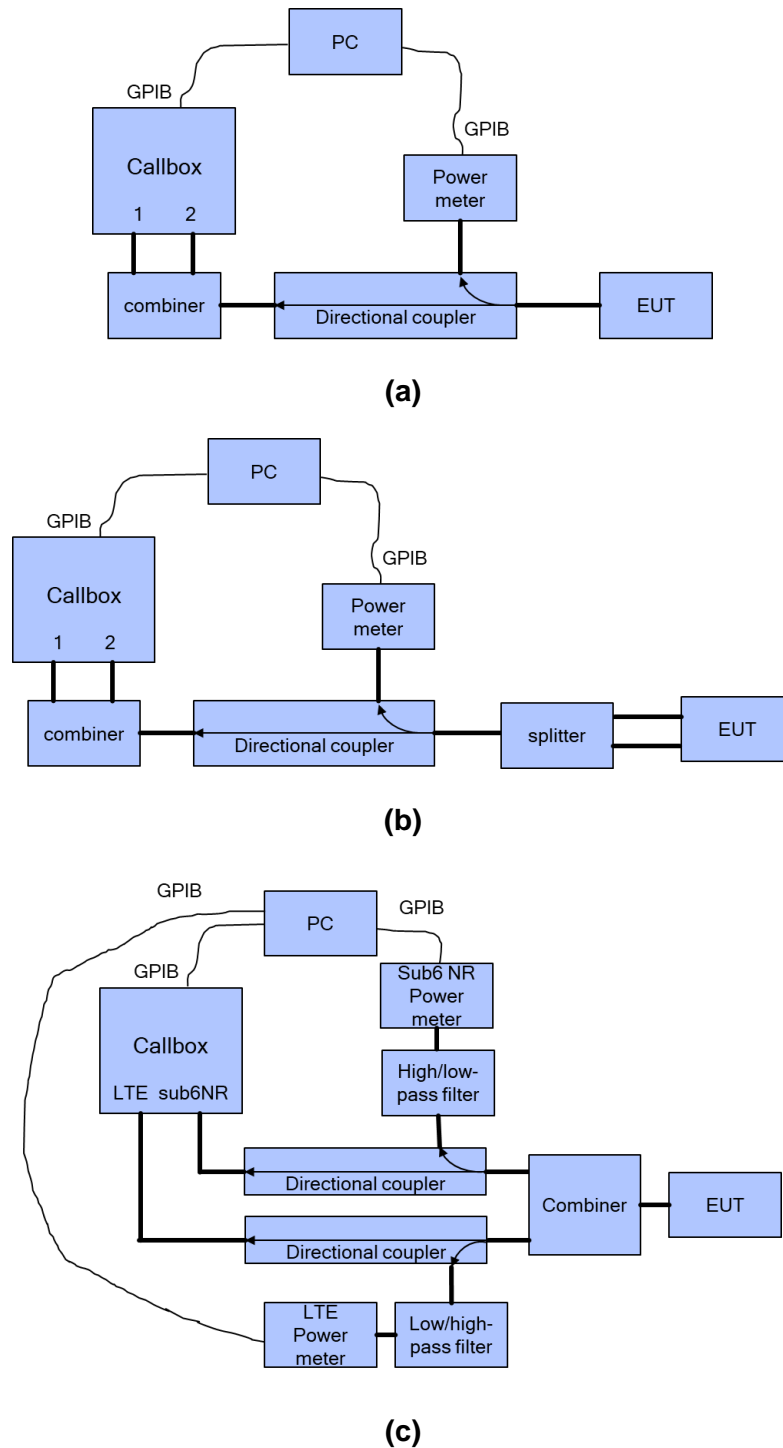 PC
GPIB
GPIB
Callbox
1 2
Power
meter
combiner
Directional coupler
EUT
(a)
PC
GPIB
GPIB
Callbox
1 2
Power
meter
combiner
Directional coupler
splitter
EUT
(b)
GPIB
PC
GPIB
GPIB
Sub6 NR
Power
meter
Callbox
LTE sub6NR
High/low-
pass filter
Directional coupler
Combiner
EUT
Directional coupler
LTE
Power
meter
Low/high-
pass filter
(c)